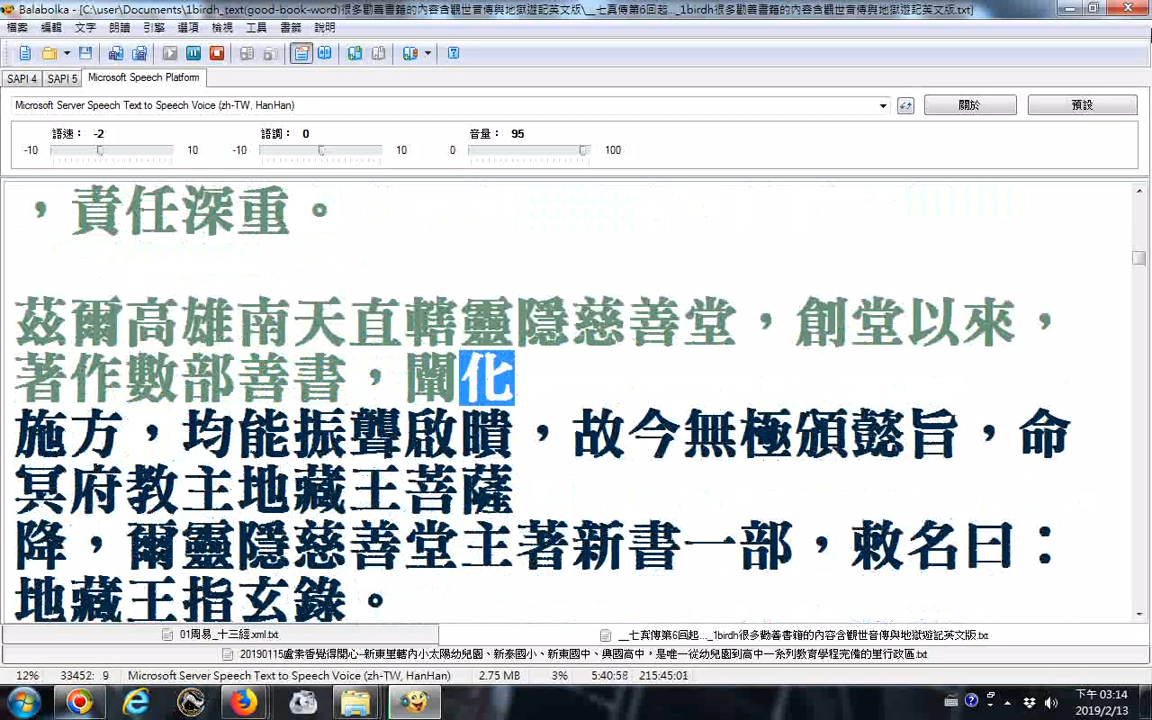 Balabolka - [C:\user\Documents\1birdh_text(good-book-word)很多勸善書籍的內容含觀世音傳與地獄遊記英文版\__七真傳第6回起..._1birdh很多勸善書籍的內容含觀世音傳與地獄遊記英文版.txt]
檔案 編輯 文字 朗讀 引擎 選項 檢視 工具 書籤 說明
SAPI 4 SAPI 5 Microsoft Speech Platform
Microsoft Server Speech Text to Speech Voice (zh-TW, HanHan) 關於 預設
語速： -2 語調： 0 音量： 95
-10 10 -10 10 0 100
，責任深重。
茲爾高雄南天直轄靈隱慈善堂，創堂以來，
著作數部善書，闡化
施方，均能振聾啟聵，故今無極頒懿旨，命
冥府教主地藏王菩薩
降，爾靈隱慈善堂主著新書一部，敕名曰：
地藏王指玄錄。
01周易_十三經.xml.txt __七真傳第6回起..._1birdh很多勸善書籍的內容含觀世音傳與地獄遊記英文版.txt
20190115盧素香覺得開心-新東里轄內小太陽幼兒園、新泰國小、新東國中、興國高中，是唯一從幼兒園到高中一系列教育學程完備的里行政區.txt
12% 33452: 9 Microsoft Server Speech Text to Speech Voice (zh-TW, HanHan) 2.75 MB 3% 5:40:58 215:45:01
下午 03:14
2019/2/13